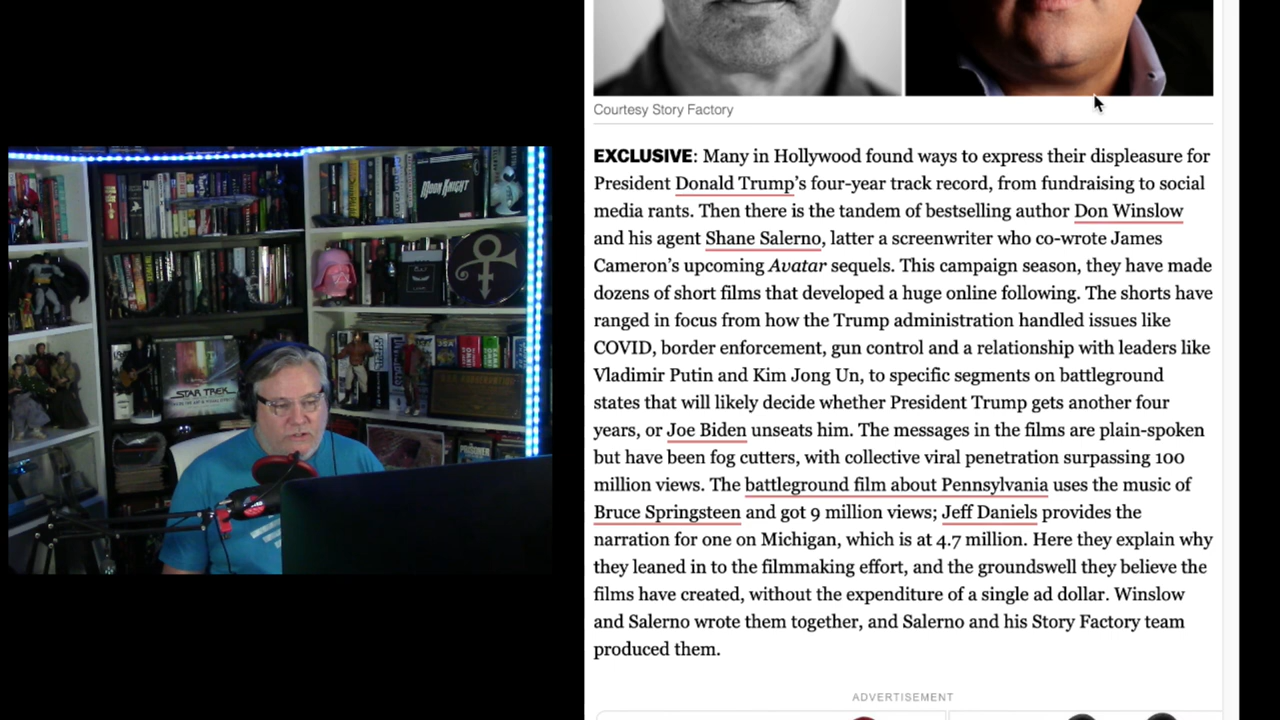 Courtesy Story Factory
EXCLUSIVE: Many in Hollywood found ways to express their displeasure for
President Donald Trump's four-year track record, from fundraising to social
media rants. Then there is the tandem of bestselling author Don Winslow
and his agent Shane Salerno, latter a screenwriter who co-wrote James
Cameron's upcoming Avatar sequels. This campaign season, they have made
dozens of short films that developed a huge online following. The shorts have
ranged in focus from how the Trump administration handled issues like
COVID, border enforcement, gun control and a relationship with leaders like
Vladimir Putin and Kim Jong Un, to specific segments on battleground
states that will likely decide whether President Trump gets another four
years, or Joe Biden unseats him. The messages in the films are plain-spoken
but have been fog cutters, with collective viral penetration surpassing 100
million views. The battleground film about Pennsylvania uses the music of
Bruce Springsteen and got 9 million views; Jeff Daniels provides the
narration for one on Michigan, which is at 4.7 million. Here they explain why
they leaned in to the filmmaking effort, and the groundswell they believe the
films have created, without the expenditure of a single ad dollar. Winslow
and Salerno wrote them together, and Salerno and his Story Factory team
produced them.
ADVERTISEMENT
MOON KNIGHT
STAR TREK